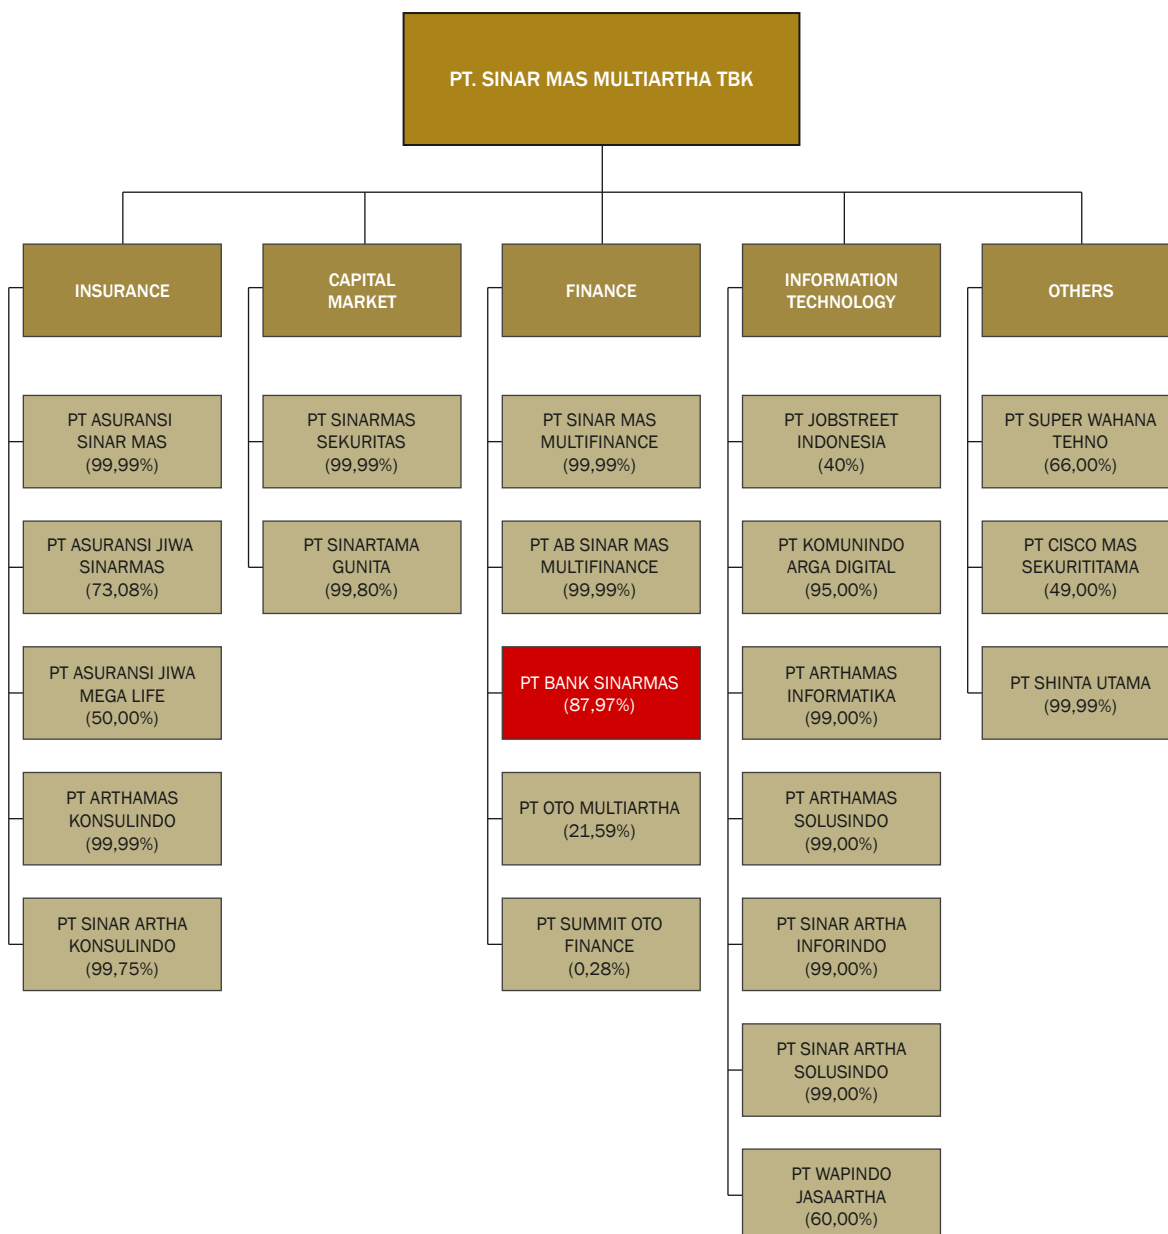 PT. SINAR MAS MULTIARTHA TBK
INSURANCE
PT ASURANSI
SINAR MAS
(99,99%)
PT ASURANSI JIWA
SINARMAS
(73,08%)
PT ASURANSI JIWA
MEGA LIFE
(50,00%)
PT ARTHAMAS
KONSULINDO
(99,99%)
PT SINAR ARTHA
KONSULINDO
(99,75%)
CAPITAL
MARKET
PT SINARMAS
SEKURITAS
(99,99%)
PT SINARTAMA
GUNITA
(99,80%)
FINANCE
PT SINAR MAS
MULTIFINANCE
(99,99%)
PT AB SINAR MAS
MULTIFINANCE
(99,99%)
PT BANK SINARMAS
(87,97%)
PT OTO MULTIARTHA
(21,59%)
PT SUMMIT OTO
FINANCE
(0,28%)
INFORMATION
TECHNOLOGY
PT JOBSTREET
INDONESIA
(40%)
PT KOMUNINDO
ARGA DIGITAL
(95,00%)
PT ARTHAMAS
INFORMATIKA
(99,00%)
PT ARTHAMAS
SOLUSINDO
(99,00%)
PT SINAR ARTHA
INFORINDO
(99,00%)
PT SINAR ARTHA
SOLUSINDO
(99,00%)
PT WAPINDO
JASAARTHA
(60,00%)
OTHERS
PT SUPER WAHANA
TEHNO
(66,00%)
PT CISCO MAS
SEKURITITAMA
(49,00%)
PT SHINTA UTAMA
(99,99%)